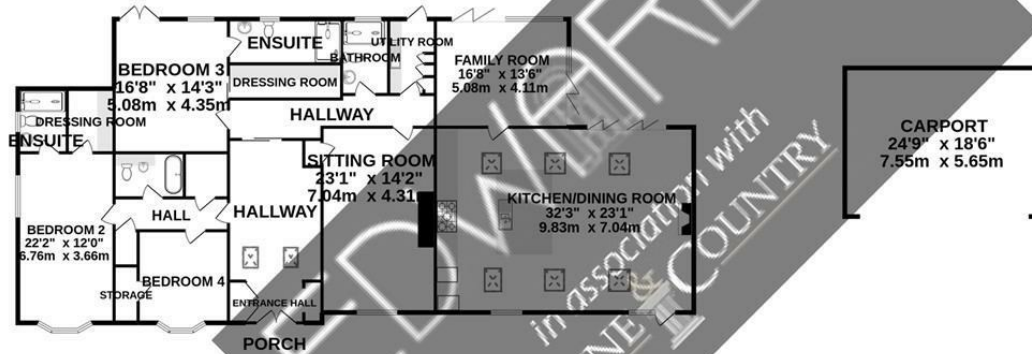 ENSUITE
BATHROOM
UTILITY ROOM
FAMILY ROOM
16'8" x 13'6"
5.08m x 4.11m
BEDROOM 3
16'8" x 14'3"
5.08m x 4.35m
DRESSING ROOM
HALLWAY
DRESSING ROOM
ENSUITE
CARPORT
24'9" x 18'6"
7.55m x 5.65m
SITTING ROOM
23'1" x 14'2"
7.04m x 4.31
KITCHEN/DINING ROOM
32'3" x 23'1"
9.83m x 7.04m
HALL
HALLWAY
BEDROOM 2
22'2" x 12'0"
6.76m x 3.66m
BEDROOM 4
STORAGE
ENTRANCE HALL
PORCH
EDWARD
in association with
NE & COUNTRY